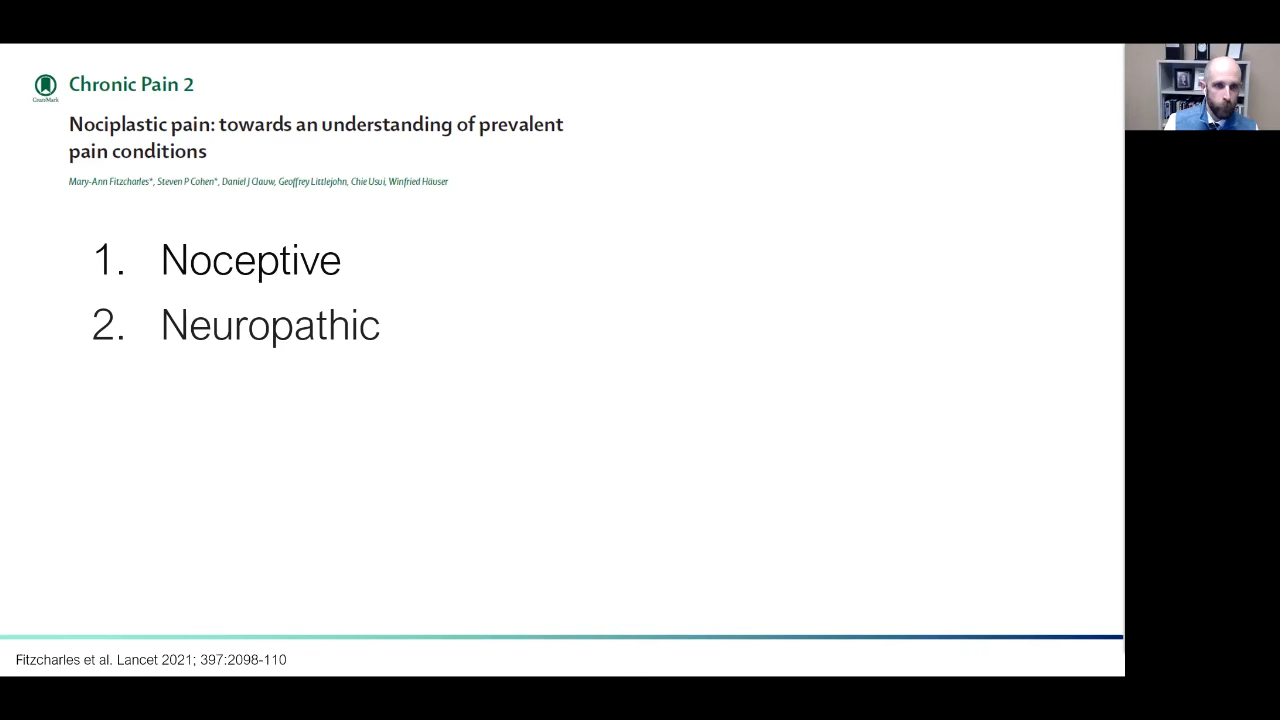 Chronic Pain 2
CrossMark
Nociplastic pain: towards an understanding of prevalent
pain conditions
Mary-Ann Fitzcharles*, Steven P Cohen*, Daniel J Clauw, Geoffrey Littlejohn, Chie Usui, Winfried Häuser
1. Noceptive
2. Neuropathic
Fitzcharles et al. Lancet 2021; 397:2098-110